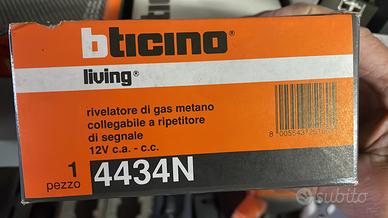 bticino®
living®
rivelatore di gas metano
collegabile a ripetitore
di segnale
12V c.a. - c.c.
1
pezzo
4434N
subito